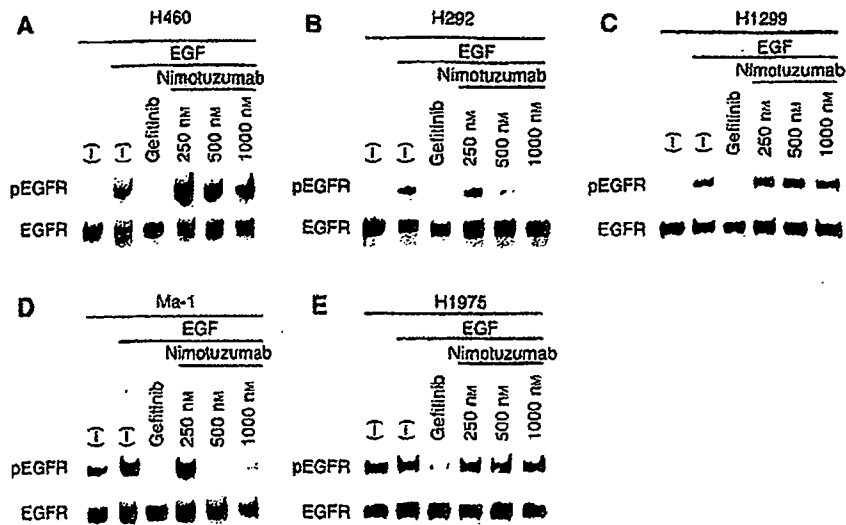 A
H460
EGF
Nimotuzumab
(–)
(–)
Gefitinib
250 nM
500 nM
1000 nM
pEGFR
EGFR
B
H292
EGF
Nimotuzumab
(–)
(–)
Gefitinib
250 nM
500 nM
1000 nM
pEGFR
EGFR
C
H1299
EGF
Nimotuzumab
(–)
(–)
Gefitinib
250 nM
500 nM
1000 nM
pEGFR
EGFR
D
Ma-1
EGF
Nimotuzumab
(–)
(–)
Gefitinib
250 nM
500 nM
1000 nM
pEGFR
EGFR
E
H1975
EGF
Nimotuzumab
(–)
(–)
Gefitinib
250 nM
500 nM
1000 nM
pEGFR
EGFR